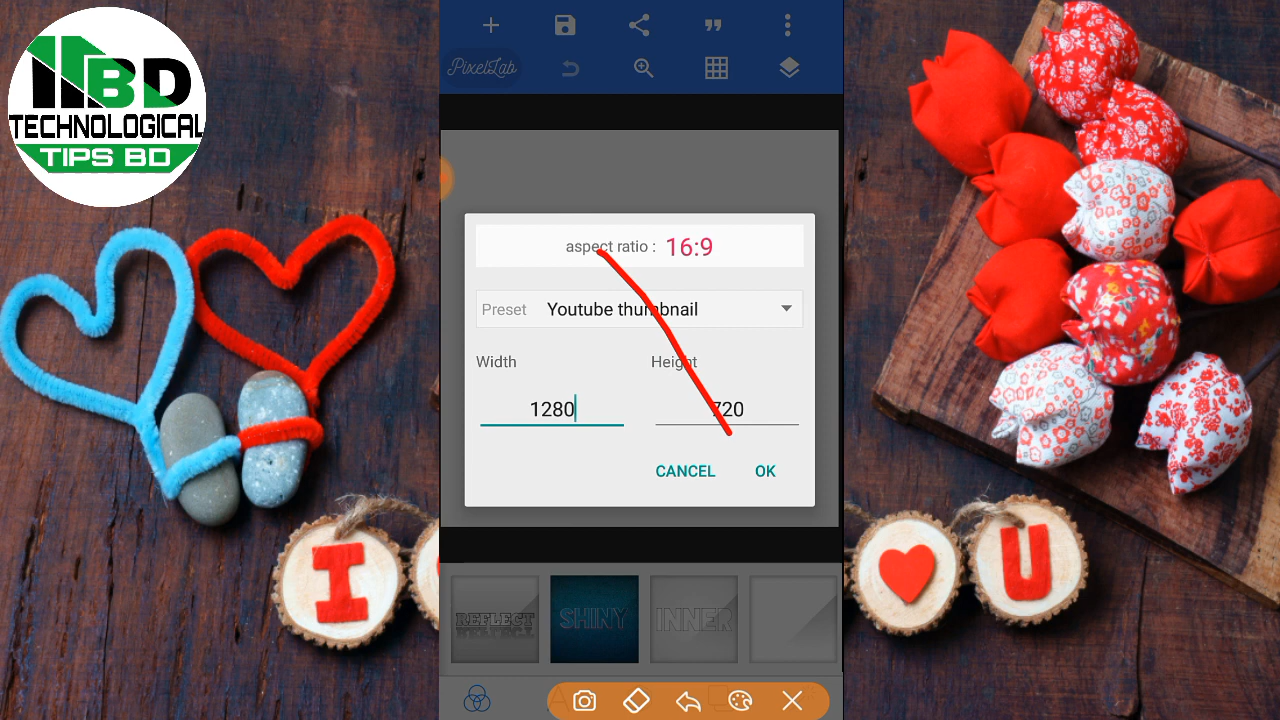 TBD
TECHNOLOGICAL
TIPS BD
PixelLab
aspect ratio : 16:9
Preset Youtube thumbnail
Width Height
1280 720
CANCEL OK
REFLECT SHINY INNER
I U